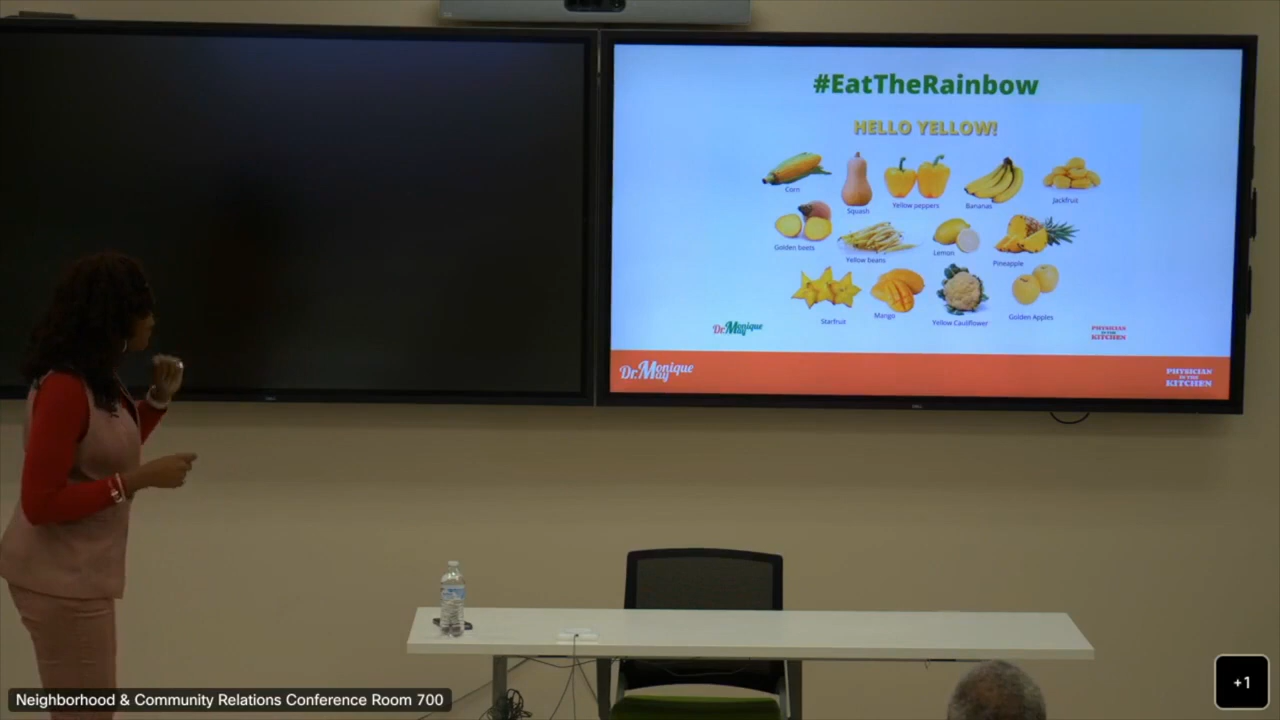 #EatTheRainbow
HELLO YELLOW!
Corn
Squash
Yellow peppers
Bananas
Jackfruit
Golden beets
Yellow beans
Lemon
Pineapple
Starfruit
Mango
Yellow Cauliflower
Golden Apples
Dr. Monique May
PHYSICIAN
IN THE
KITCHEN
Dr. Monique May
PHYSICIAN
IN THE
KITCHEN
DELL
DELL
Neighborhood & Community Relations Conference Room 700
+1